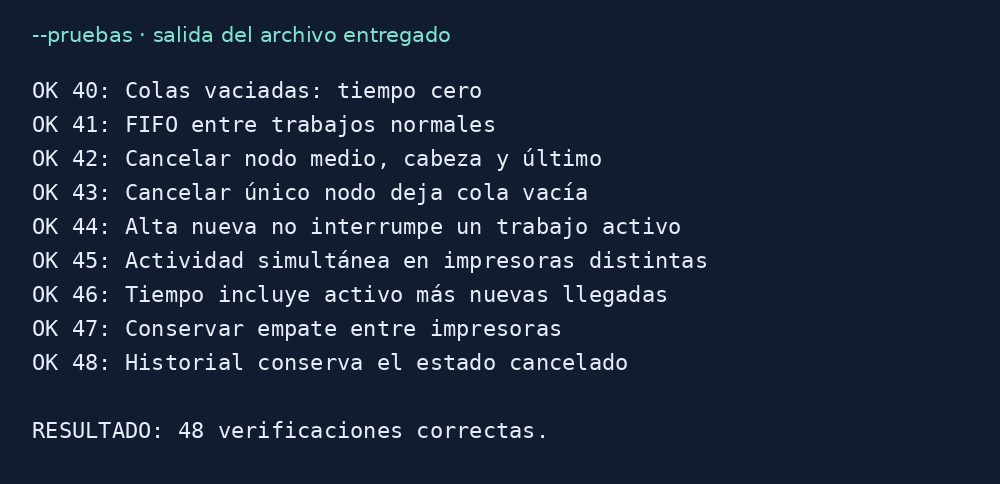 --pruebas · salida del archivo entregado
OK 40: Colas vaciadas: tiempo cero
OK 41: FIFO entre trabajos normales
OK 42: Cancelar nodo medio, cabeza y último
OK 43: Cancelar único nodo deja cola vacía
OK 44: Alta nueva no interrumpe un trabajo activo
OK 45: Actividad simultánea en impresoras distintas
OK 46: Tiempo incluye activo más nuevas llegadas
OK 47: Conservar empate entre impresoras
OK 48: Historial conserva el estado cancelado
RESULTADO: 48 verificaciones correctas.